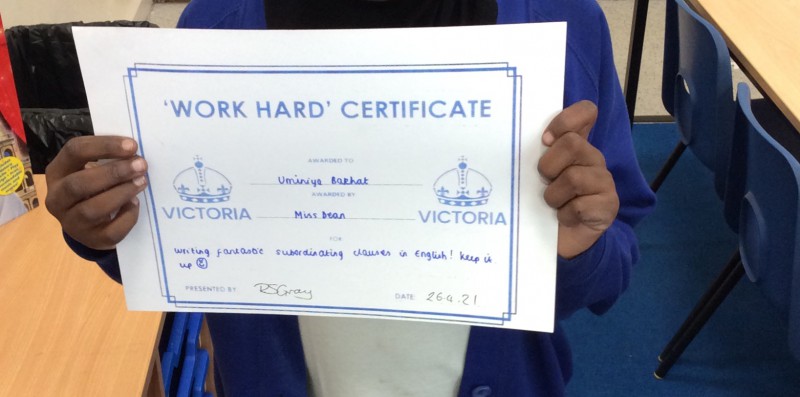 'WORK HARD' CERTIFICATE
AWARDED TO
Uminiya Barhat
AWARDED BY
VICTORIA
VICTORIA
Miss Dean
FOR
writing fantastic subordinating clauses in English! Keep it
up
PRESENTED BY RSGray DATE 26.4.21